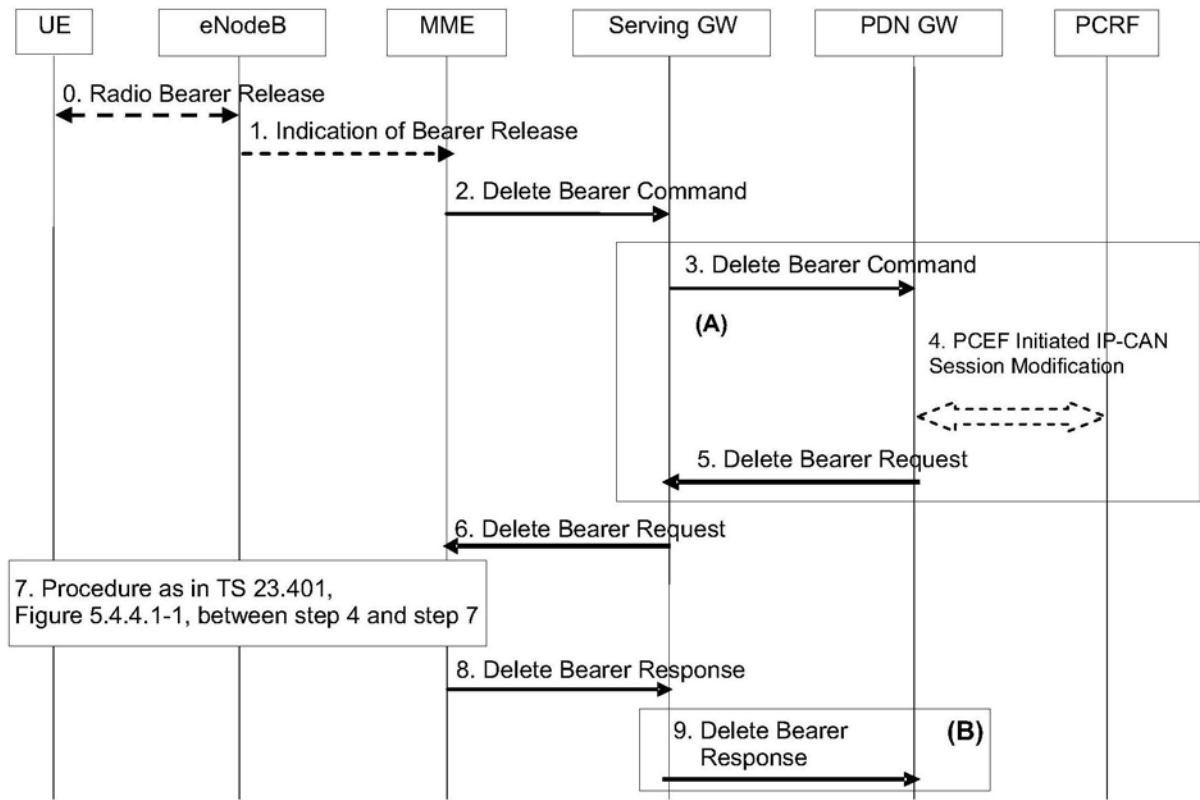 UE
eNodeB
MME
Serving GW
PDN GW
PCRF
0. Radio Bearer Release
1. Indication of Bearer Release
2. Delete Bearer Command
3. Delete Bearer Command
(A)
4. PCEF Initiated IP-CAN
Session Modification
5. Delete Bearer Request
6. Delete Bearer Request
7. Procedure as in TS 23.401,
Figure 5.4.4.1-1, between step 4 and step 7
8. Delete Bearer Response
9. Delete Bearer
Response
(B)